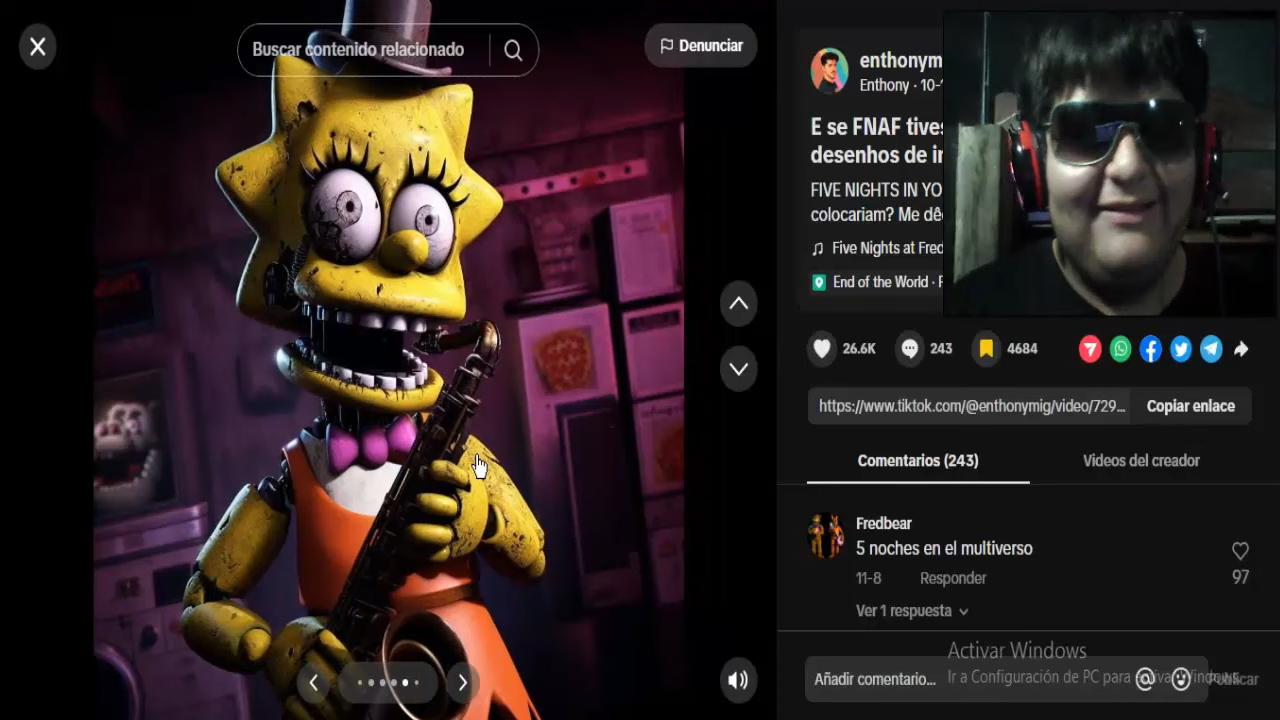 Buscar contenido relacionado
Denunciar
enthonym
Enthony · 10-
E se FNAF tives
desenhos de in
FIVE NIGHTS IN YO
colocariam? Me dê
Five Nights at Fred
End of the World ·
26.6K
243
4684
https://www.tiktok.com/@enthonymig/video/729...
Copiar enlace
Comentarios (243)
Videos del creador
Fredbear
5 noches en el multiverso
11-8
Responder
97
Ver 1 respuesta
Activar Windows
Ir a Configuración de PC para activar Windows.
Añadir comentario...
Publicar